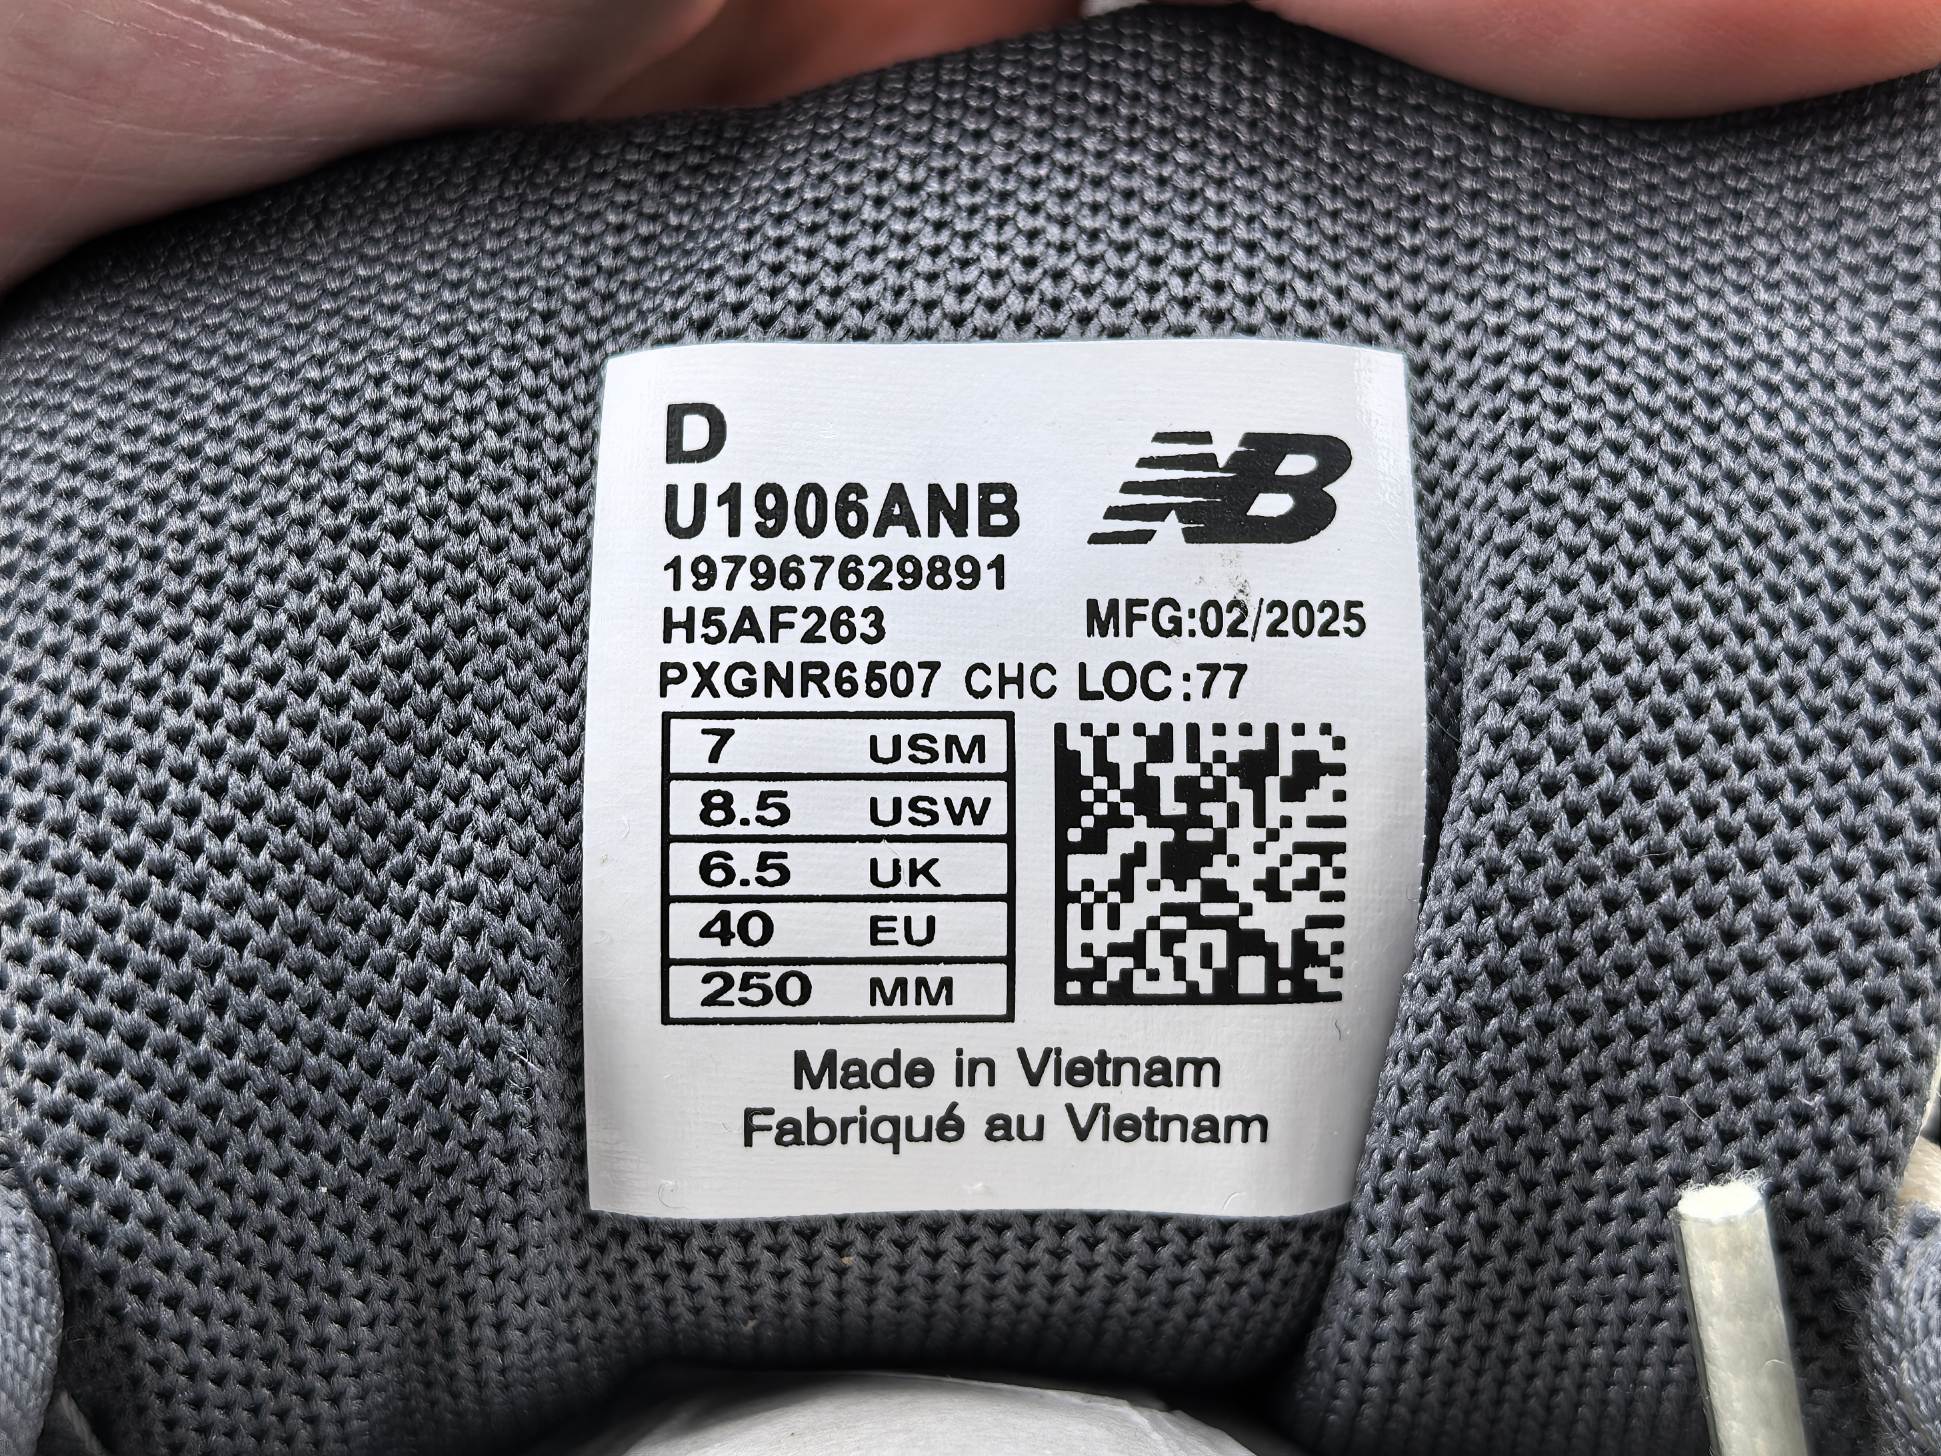 D
NB
U1906ANB
197967629891
H5AF263
MFG:02/2025
PXGNR6507 CHC LOC:77
7 USM
8.5 USW
6.5 UK
40 EU
250 MM
Made in Vietnam
Fabriqué au Vietnam